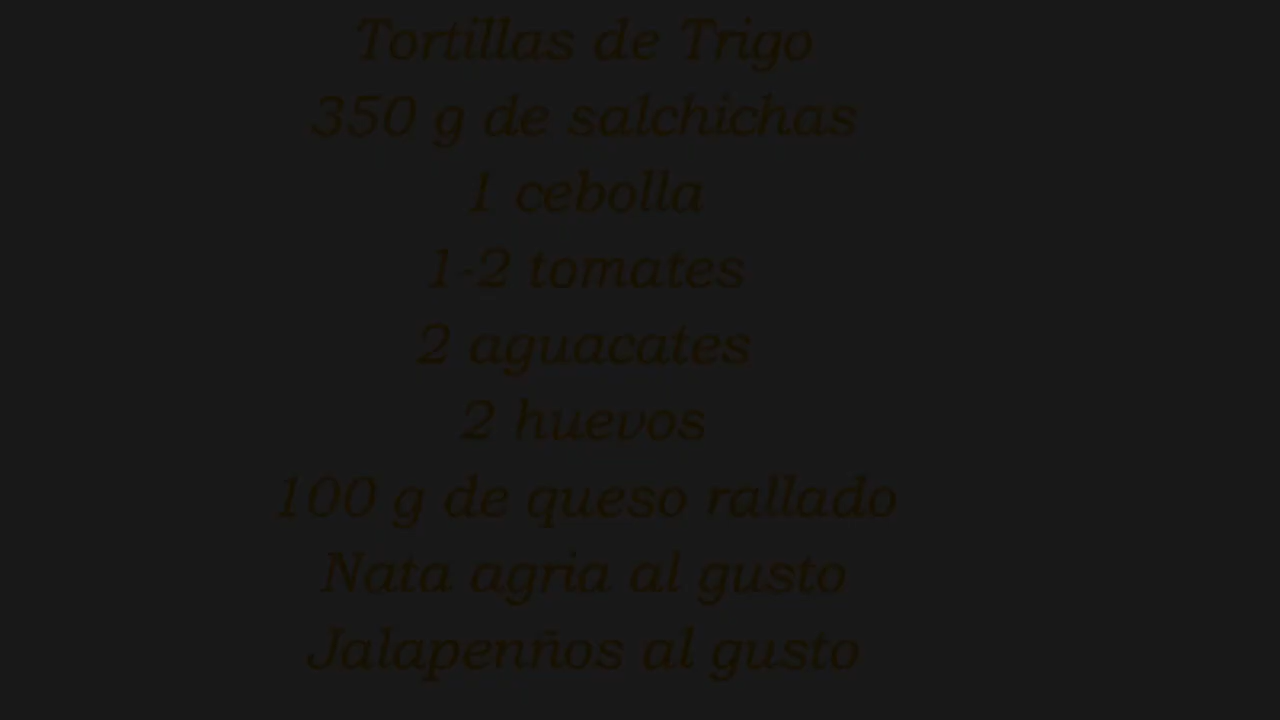 Tortillas de Trigo
350 g de salchichas
1 cebolla
1-2 tomates
2 aguacates
2 huevos
100 g de queso rallado
Nata agria al gusto
Jalapenños al gusto